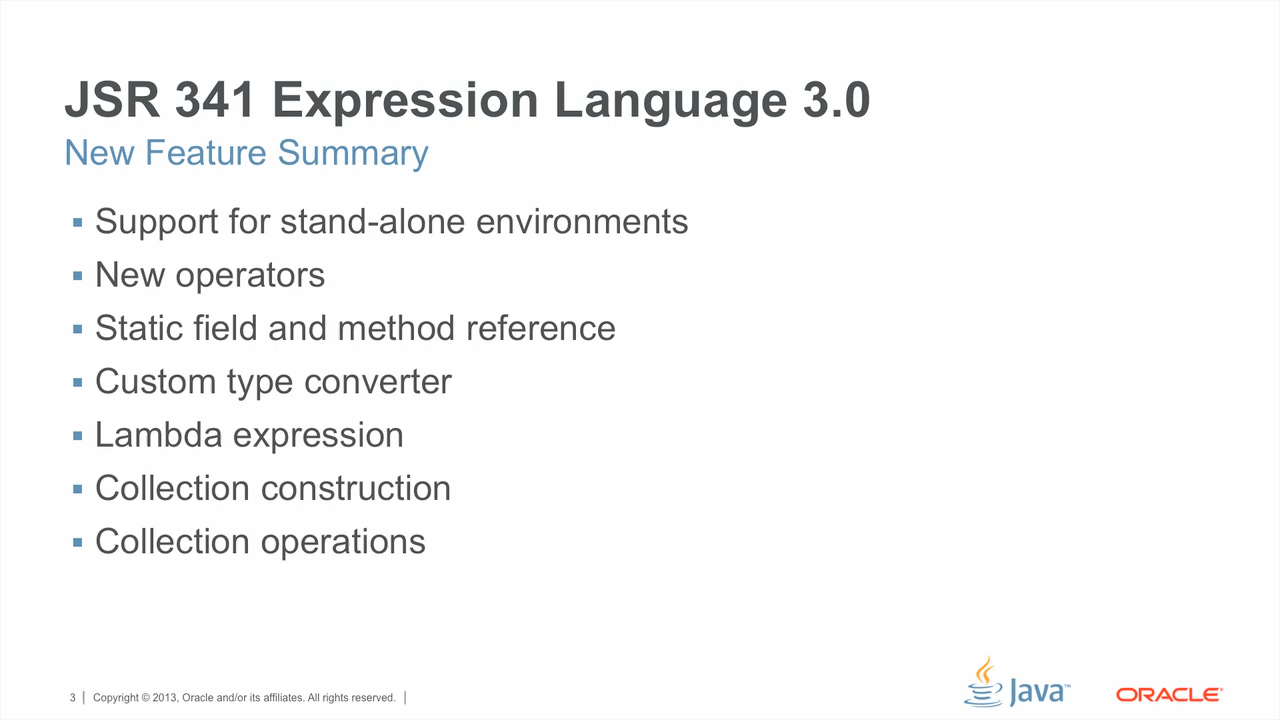 JSR 341 Expression Language 3.0
New Feature Summary
▪ Support for stand-alone environments
▪ New operators
▪ Static field and method reference
▪ Custom type converter
▪ Lambda expression
▪ Collection construction
▪ Collection operations
3 | Copyright © 2013, Oracle and/or its affiliates. All rights reserved. |
Java™
ORACLE®